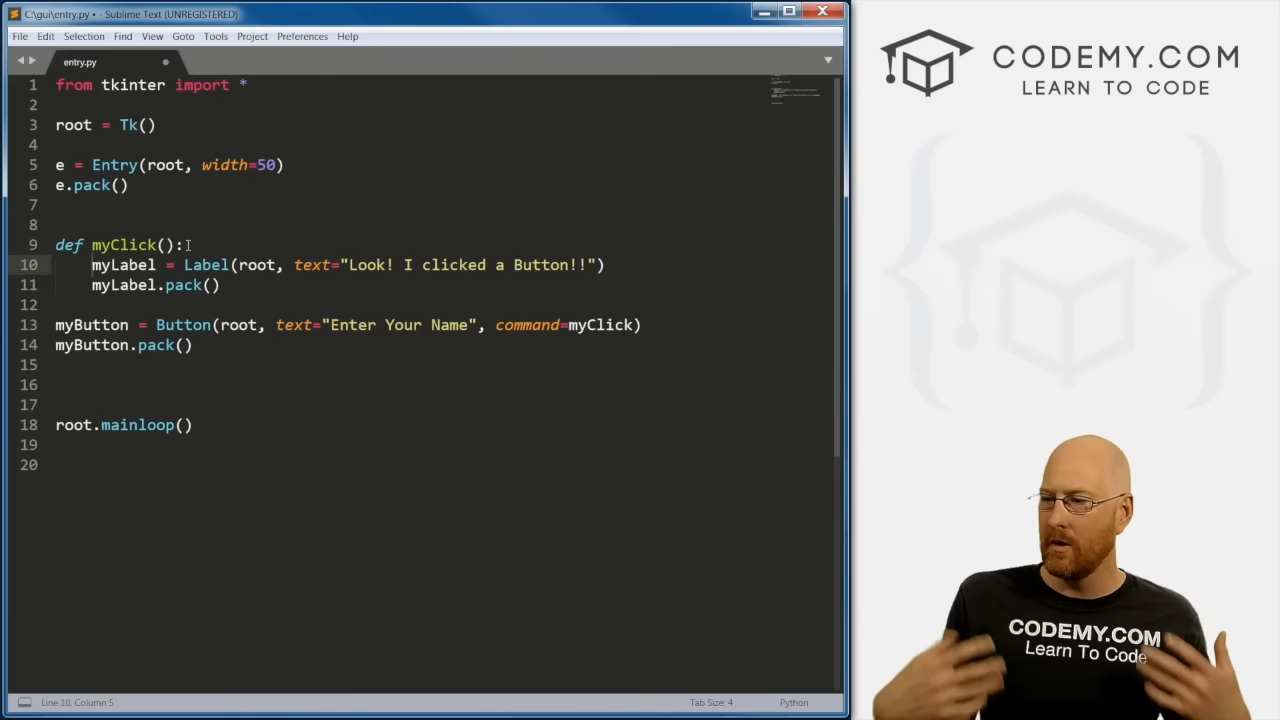 C:\gui\entry.py • - Sublime Text (UNREGISTERED)
File Edit Selection Find View Goto Tools Project Preferences Help
entry.py
1 from tkinter import *
2
3 root = Tk()
4
5 e = Entry(root, width=50)
6 e.pack()
7
8
9 def myClick():
10 myLabel = Label(root, text="Look! I clicked a Button!!")
11 myLabel.pack()
12
13 myButton = Button(root, text="Enter Your Name", command=myClick)
14 myButton.pack()
15
16
17
18 root.mainloop()
19
20
Line 10, Column 5
Tab Size: 4
Python
CODEMY.COM
LEARN TO CODE
CODEMY.COM
Learn To Code